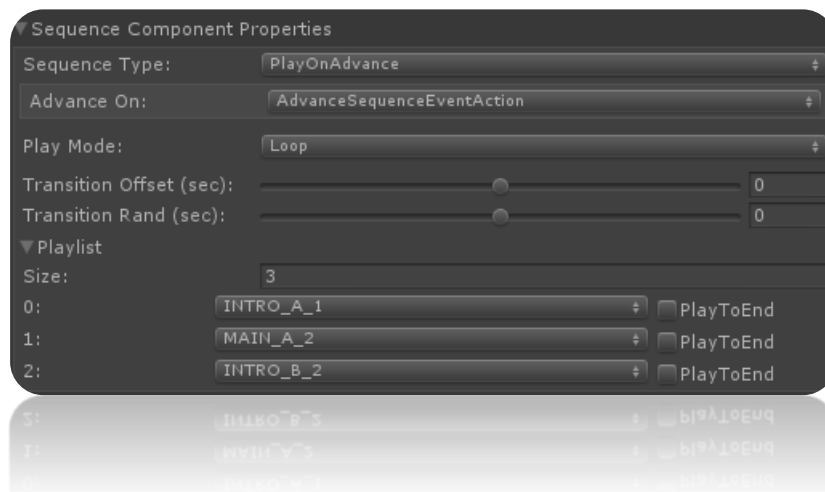 Sequence Component Properties
Sequence Type: PlayOnAdvance
Advance On: AdvanceSequenceEventAction
Play Mode: Loop
Transition Offset (sec): 0
Transition Rand (sec): 0
Playlist
Size: 3
0: INTRO_A_1 PlayToEnd
1: MAIN_A_2 PlayToEnd
2: INTRO_B_2 PlayToEnd